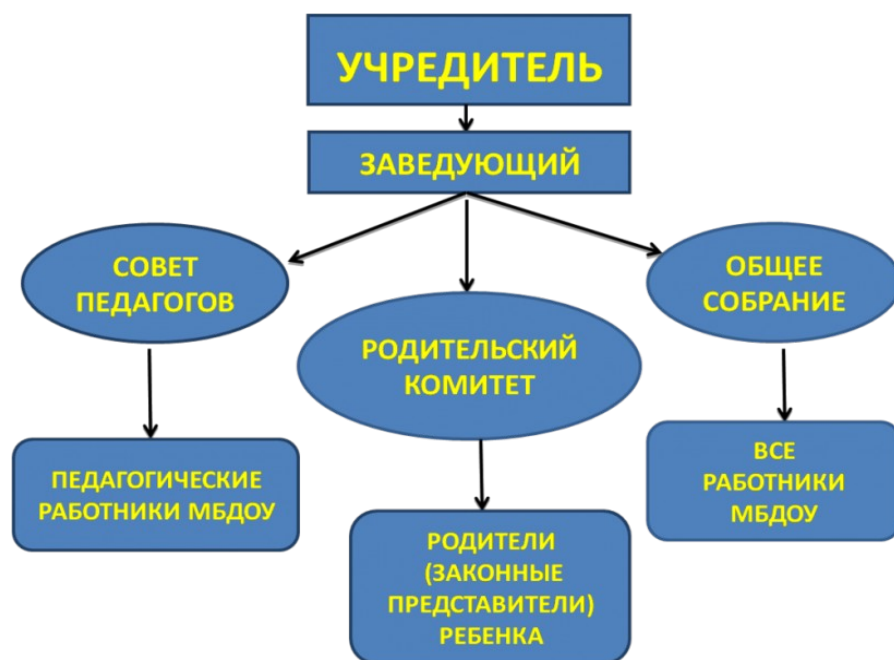 УЧРЕДИТЕЛЬ
ЗАВЕДУЮЩИЙ
СОВЕТ
ПЕДАГОГОВ
РОДИТЕЛЬСКИЙ
КОМИТЕТ
ОБЩЕЕ
СОБРАНИЕ
ПЕДАГОГИЧЕСКИЕ
РАБОТНИКИ МБДОУ
РОДИТЕЛИ
(ЗАКОННЫЕ
ПРЕДСТАВИТЕЛИ)
РЕБЕНКА
ВСЕ
РАБОТНИКИ
МБДОУ